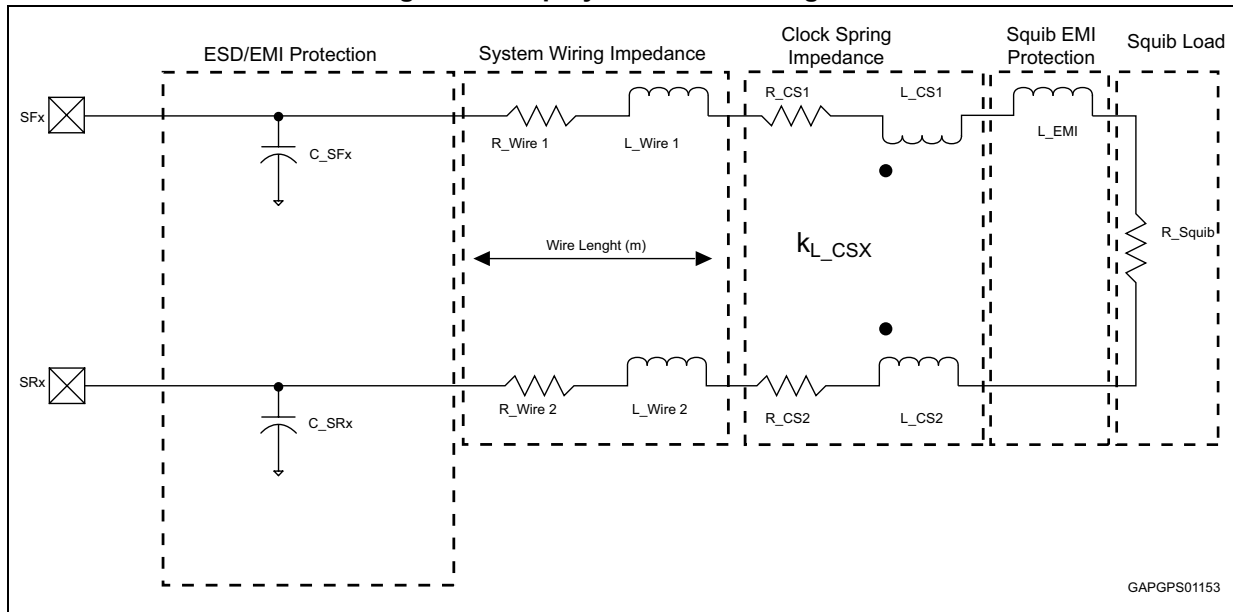 ESD/EMI Protection
System Wiring Impedance
Clock Spring
Impedance
Squib EMI
Protection
Squib Load
SFx
C_SFx
R_Wire 1
L_Wire 1
R_CS1
L_CS1
L_EMI
R_Squib
Wire Lenght (m)
kL_CSX
SRx
C_SRx
R_Wire 2
L_Wire 2
R_CS2
L_CS2
GAPGPS01153